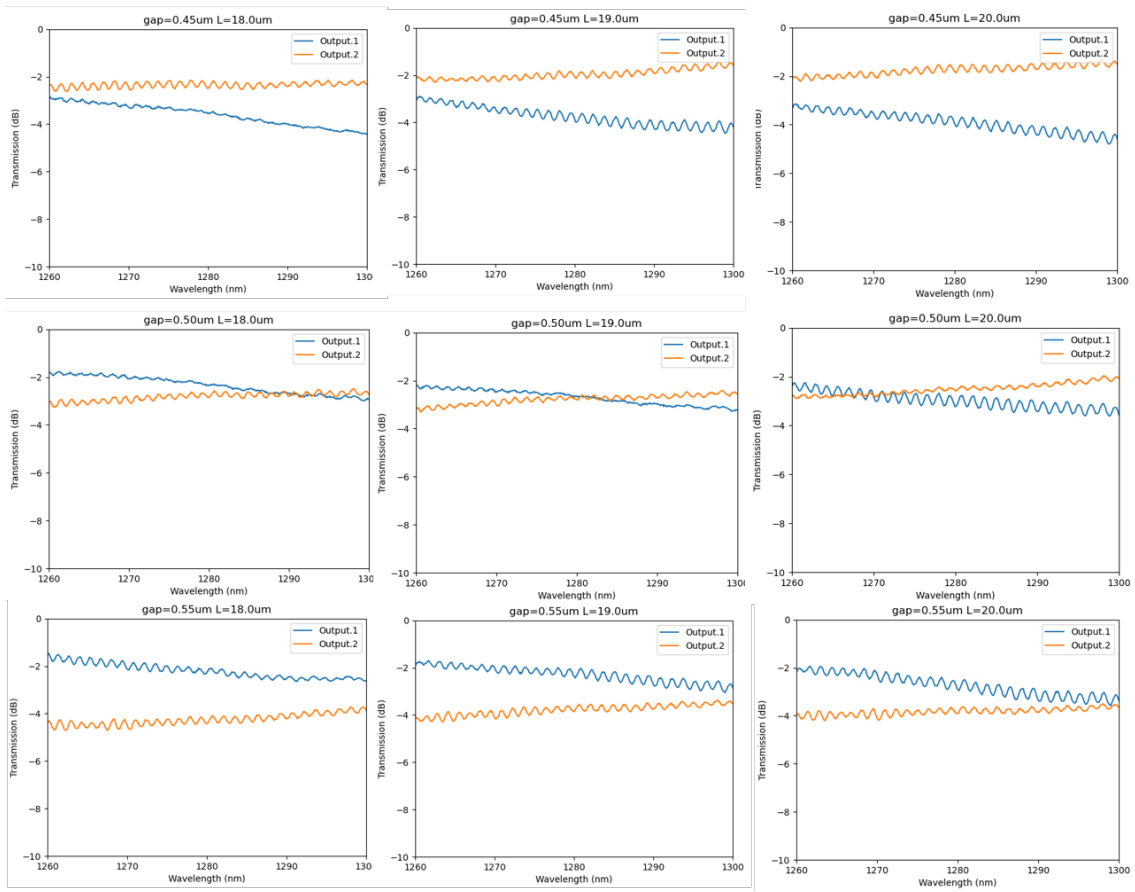 gap=0.45um L=18.0um
Output.1
Output.2
Transmission (dB)
0
−2
−4
−6
−8
−10
1260
1270
1280
1290
130
Wavelength (nm)
gap=0.45um L=19.0um
Output.1
Output.2
Transmission (dB)
0
−2
−4
−6
−8
−10
1260
1270
1280
1290
1300
Wavelength (nm)
gap=0.45um L=20.0um
Output.1
Output.2
Transmission (dB)
0
−2
−4
−6
−8
−10
1260
1270
1280
1290
1300
Wavelength (nm)
gap=0.50um L=18.0um
Output.1
Output.2
Transmission (dB)
0
−2
−4
−6
−8
−10
1260
1270
1280
1290
130
Wavelength (nm)
gap=0.50um L=19.0um
Output.1
Output.2
Transmission (dB)
0
−2
−4
−6
−8
−10
1260
1270
1280
1290
130
Wavelength (nm)
gap=0.50um L=20.0um
Output.1
Output.2
Transmission (dB)
0
−2
−4
−6
−8
−10
1260
1270
1280
1290
1300
Wavelength (nm)
gap=0.55um L=18.0um
Output.1
Output.2
Transmission (dB)
0
−2
−4
−6
−8
−10
1260
1270
1280
1290
130
Wavelength (nm)
gap=0.55um L=19.0um
Output.1
Output.2
Transmission (dB)
0
−2
−4
−6
−8
−10
1260
1270
1280
1290
1300
Wavelength (nm)
gap=0.55um L=20.0um
Output.1
Output.2
Transmission (dB)
0
−2
−4
−6
−8
−10
1260
1270
1280
1290
1300
Wavelength (nm)